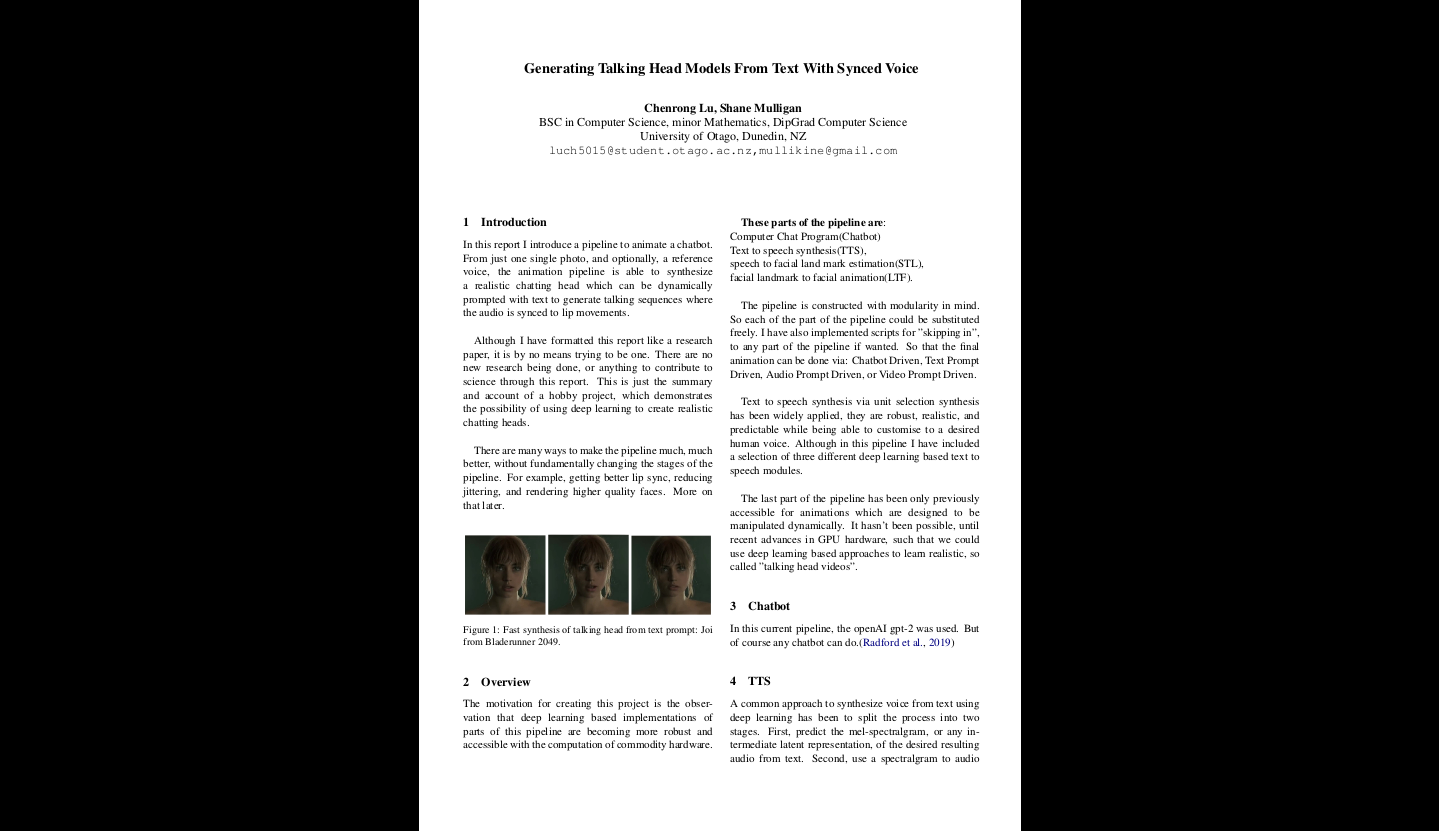 Generating Talking Head Models From Text With Synced Voice
Chenrong Lu, Shane Mulligan
BSC in Computer Science, minor Mathematics, DipGrad Computer Science
University of Otago, Dunedin, NZ
luch5015@student.otago.ac.nz,mullikine@gmail.com
1 Introduction
In this report I introduce a pipeline to animate a chatbot.
From just one single photo, and optionally, a reference
voice, the animation pipeline is able to synthesize
a realistic chatting head which can be dynamically
prompted with text to generate talking sequences where
the audio is synced to lip movements.
Although I have formatted this report like a research
paper, it is by no means trying to be one. There are no
new research being done, or anything to contribute to
science through this report. This is just the summary
and account of a hobby project, which demonstrates
the possibility of using deep learning to create realistic
chatting heads.
There are many ways to make the pipeline much, much
better, without fundamentally changing the stages of the
pipeline. For example, getting better lip sync, reducing
jittering, and rendering higher quality faces. More on
that later.
Figure 1: Fast synthesis of talking head from text prompt: Joi
from Bladerunner 2049.
2 Overview
The motivation for creating this project is the obser-
vation that deep learning based implementations of
parts of this pipeline are becoming more robust and
accessible with the computation of commodity hardware.
These parts of the pipeline are:
Computer Chat Program(Chatbot)
Text to speech synthesis(TTS),
speech to facial land mark estimation(STL),
facial landmark to facial animation(LTF).
The pipeline is constructed with modularity in mind.
So each of the part of the pipeline could be substituted
freely. I have also implemented scripts for ”skipping in”,
to any part of the pipeline if wanted. So that the final
animation can be done via: Chatbot Driven, Text Prompt
Driven, Audio Prompt Driven, or Video Prompt Driven.
Text to speech synthesis via unit selection synthesis
has been widely applied, they are robust, realistic, and
predictable while being able to customise to a desired
human voice. Although in this pipeline I have included
a selection of three different deep learning based text to
speech modules.
The last part of the pipeline has been only previously
accessible for animations which are designed to be
manipulated dynamically. It hasn’t been possible, until
recent advances in GPU hardware, such that we could
use deep learning based approaches to learn realistic, so
called ”talking head videos”.
3 Chatbot
In this current pipeline, the openAI gpt-2 was used. But
of course any chatbot can do.(Radford et al., 2019)
4 TTS
A common approach to synthesize voice from text using
deep learning has been to split the process into two
stages. First, predict the mel-spectralgram, or any in-
termediate latent representation, of the desired resulting
audio from text. Second, use a spectralgram to audio